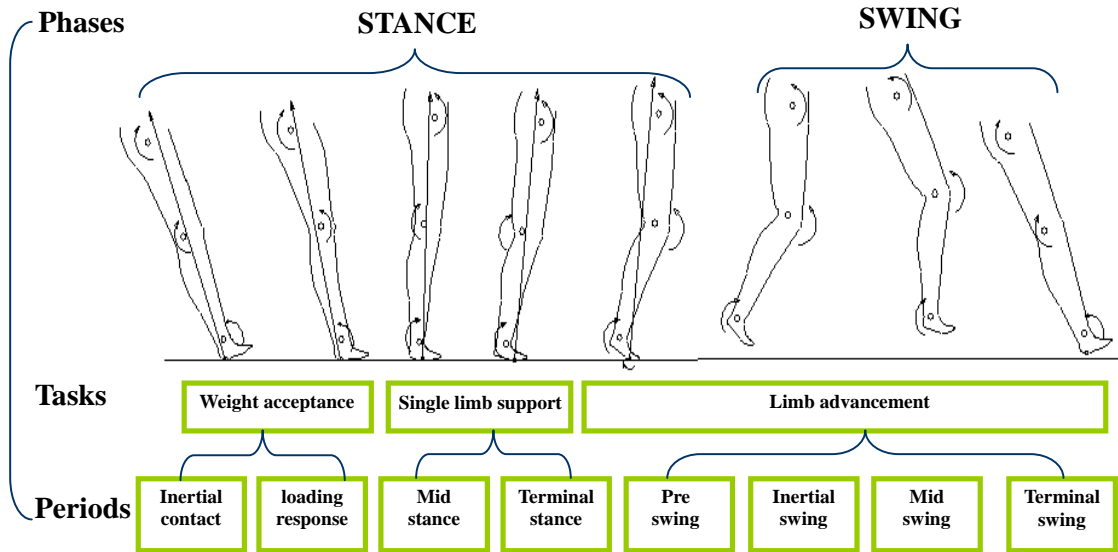 Phases
STANCE
SWING
Tasks
Weight acceptance
Single limb support
Limb advancement
Periods
Inertial
contact
loading
response
Mid
stance
Terminal
stance
Pre
swing
Inertial
swing
Mid
swing
Terminal
swing